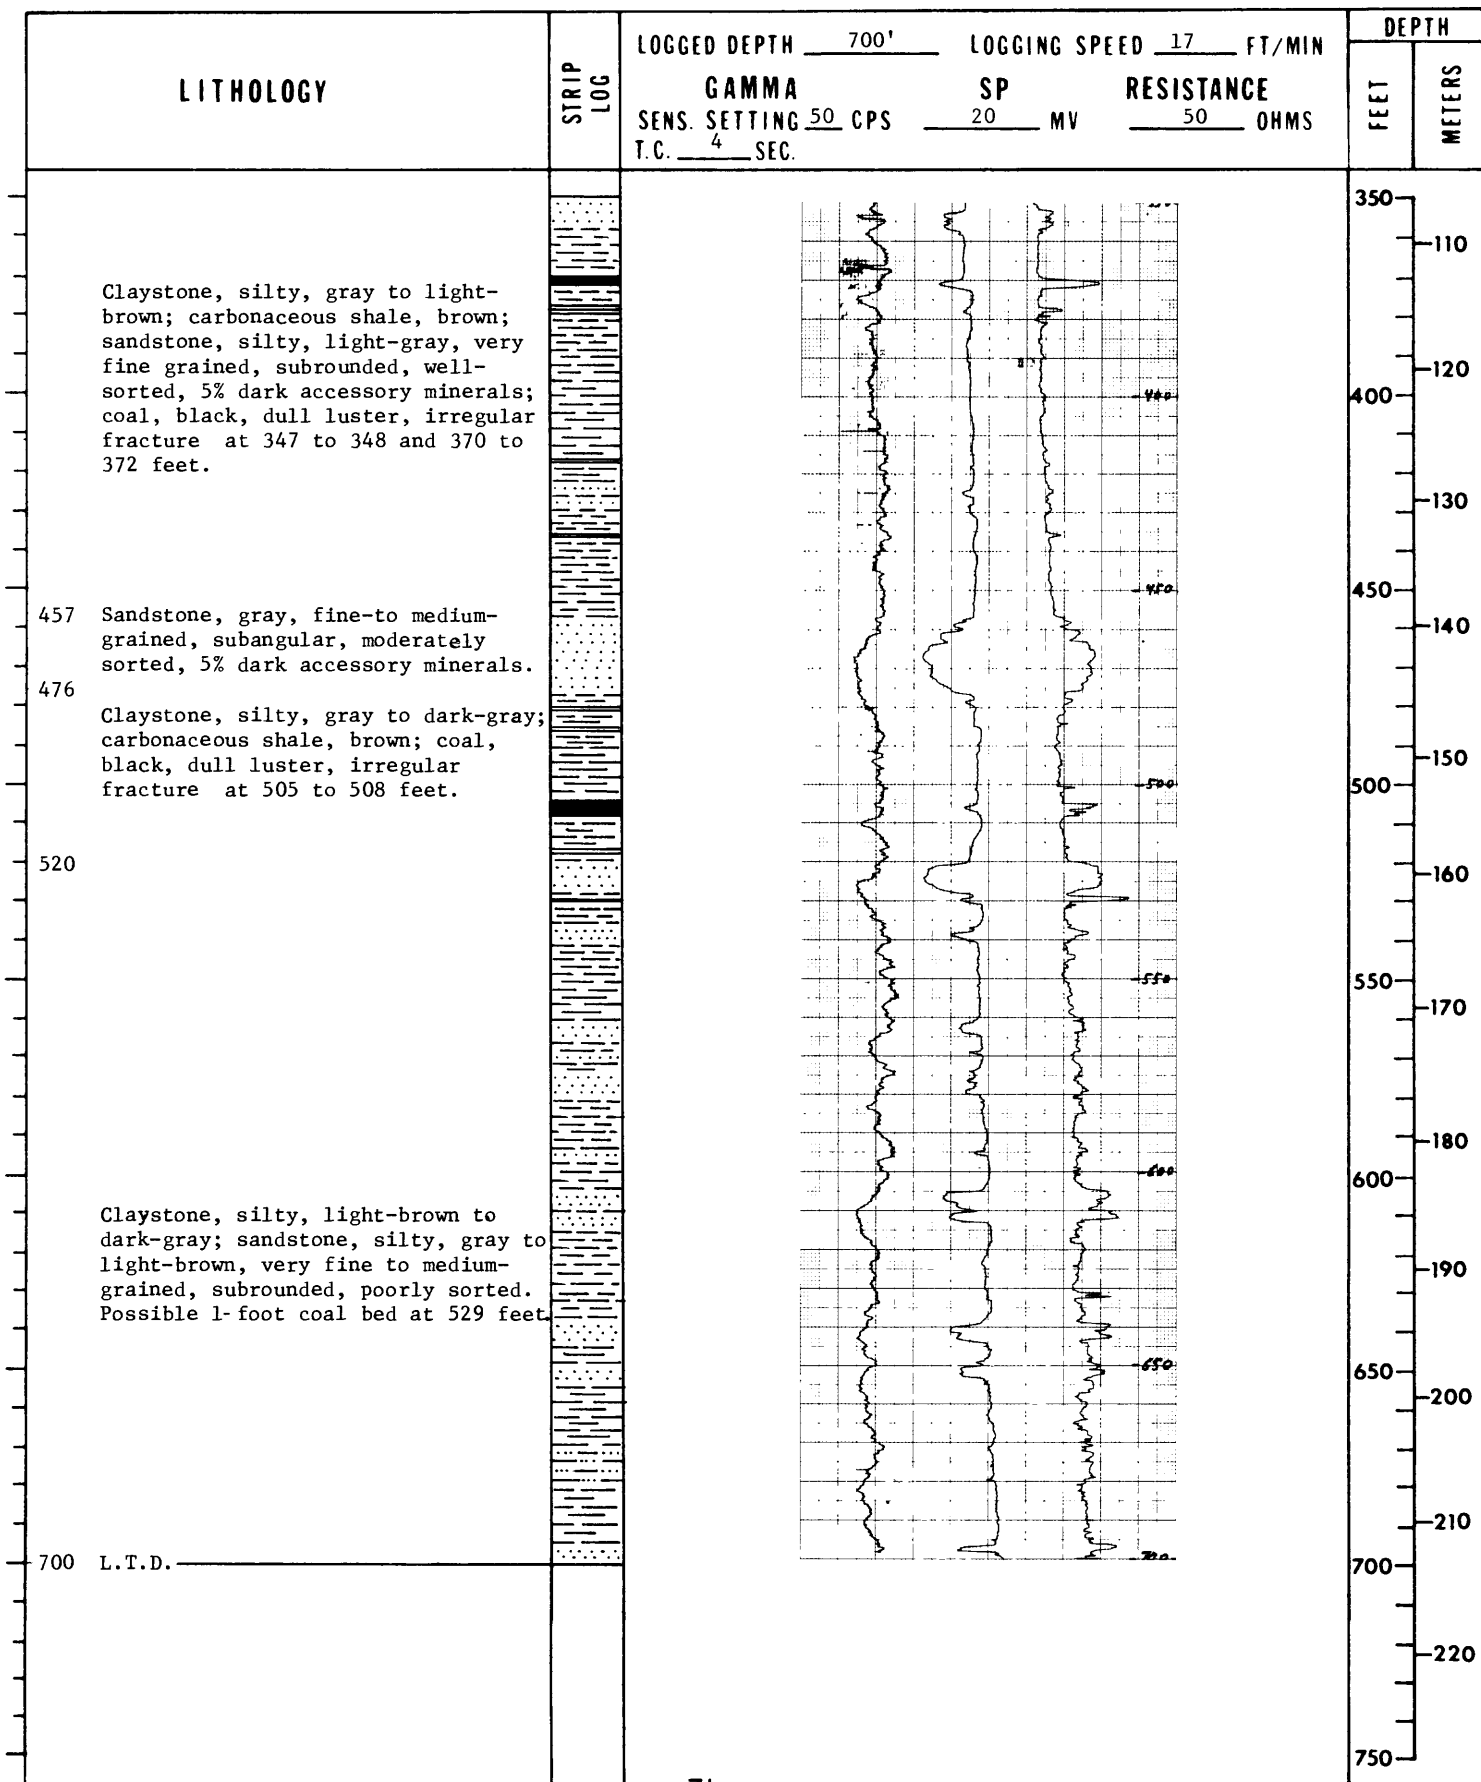 LITHOLOGY
STRIP LOG
LOGGED DEPTH 700' LOGGING SPEED 17 FT/MIN
GAMMA SP RESISTANCE
SENS. SETTING 50 CPS 20 MV 50 OHMS
T.C. 4 SEC.
DEPTH
FEET
METERS
Claystone, silty, gray to light-
brown; carbonaceous shale, brown;
sandstone, silty, light-gray, very
fine grained, subrounded, well-
sorted, 5% dark accessory minerals;
coal, black, dull luster, irregular
fracture at 347 to 348 and 370 to
372 feet.
457 Sandstone, gray, fine-to medium-
grained, subangular, moderately
sorted, 5% dark accessory minerals.
476
Claystone, silty, gray to dark-gray;
carbonaceous shale, brown; coal,
black, dull luster, irregular
fracture at 505 to 508 feet.
520
Claystone, silty, light-brown to
dark-gray; sandstone, silty, gray to
light-brown, very fine to medium-
grained, subrounded, poorly sorted.
Possible 1-foot coal bed at 529 feet.
700 L.T.D.
400
450
500
550
600
650
700
350
400
450
500
550
600
650
700
750
110
120
130
140
150
160
170
180
190
200
210
220